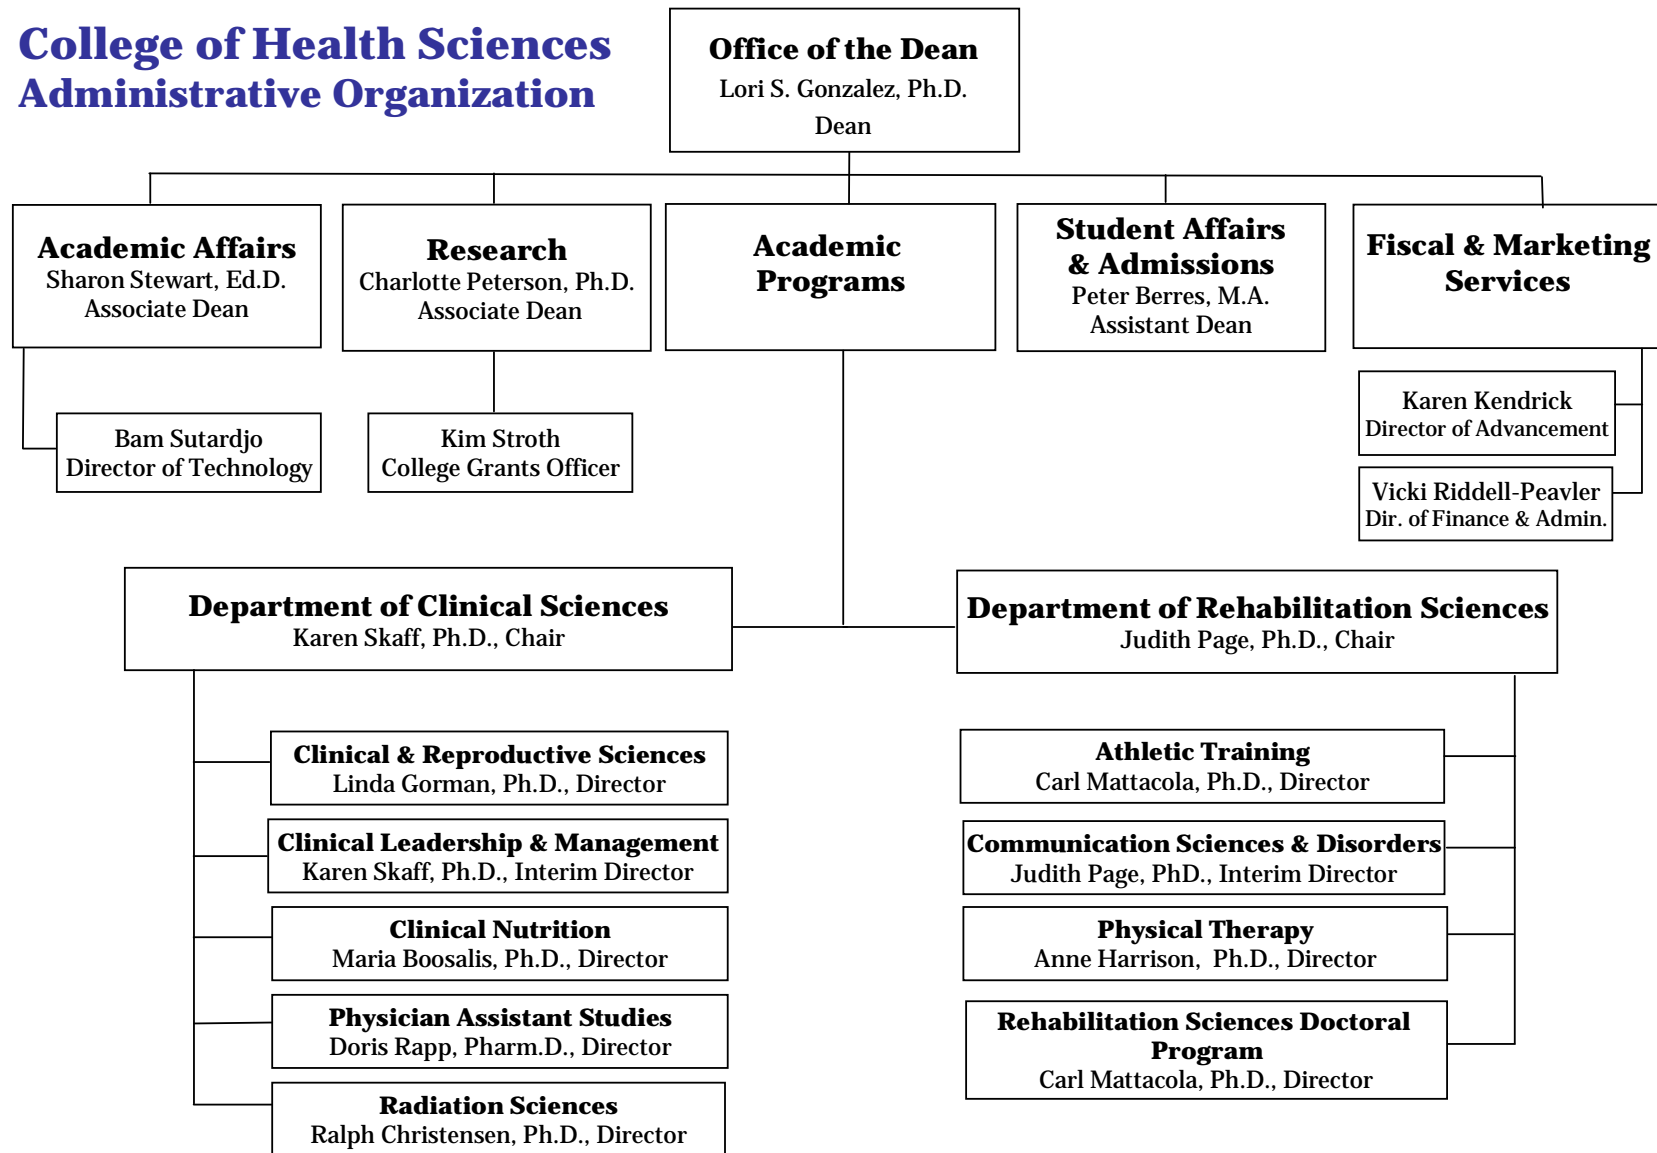 College of Health Sciences
Administrative Organization
Office of the Dean
Lori S. Gonzalez, Ph.D.
Dean
Academic Affairs
Sharon Stewart, Ed.D.
Associate Dean
Research
Charlotte Peterson, Ph.D.
Associate Dean
Academic
Programs
Student Affairs
& Admissions
Peter Berres, M.A.
Assistant Dean
Fiscal & Marketing
Services
Bam Sutardjo
Director of Technology
Kim Stroth
College Grants Officer
Karen Kendrick
Director of Advancement
Vicki Riddell-Peavler
Dir. of Finance & Admin.
Department of Clinical Sciences
Karen Skaff, Ph.D., Chair
Department of Rehabilitation Sciences
Judith Page, Ph.D., Chair
Clinical & Reproductive Sciences
Linda Gorman, Ph.D., Director
Clinical Leadership & Management
Karen Skaff, Ph.D., Interim Director
Clinical Nutrition
Maria Boosalis, Ph.D., Director
Physician Assistant Studies
Doris Rapp, Pharm.D., Director
Radiation Sciences
Ralph Christensen, Ph.D., Director
Athletic Training
Carl Mattacola, Ph.D., Director
Communication Sciences & Disorders
Judith Page, PhD., Interim Director
Physical Therapy
Anne Harrison, Ph.D., Director
Rehabilitation Sciences Doctoral
Program
Carl Mattacola, Ph.D., Director